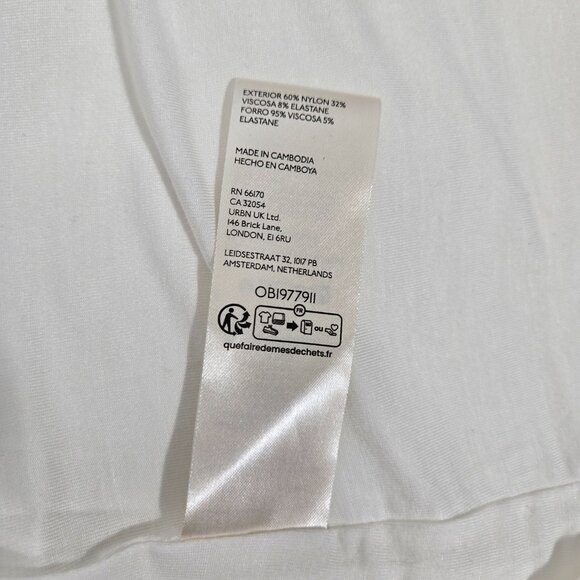 EXTERIOR 60% NYLON 32%
VISCOSA 8% ELASTANE
FORRO 95% VISCOSA 5%
ELASTANE
MADE IN CAMBODIA
HECHO EN CAMBOYA
RN 66170
CA 32054
URBN UK Ltd.
146 Brick Lane,
LONDON, E1 6RU
LEIDSESTRAAT 32, 1017 PB
AMSTERDAM, NETHERLANDS
OB1977911
FR
ou
quefairedemesdechets.fr